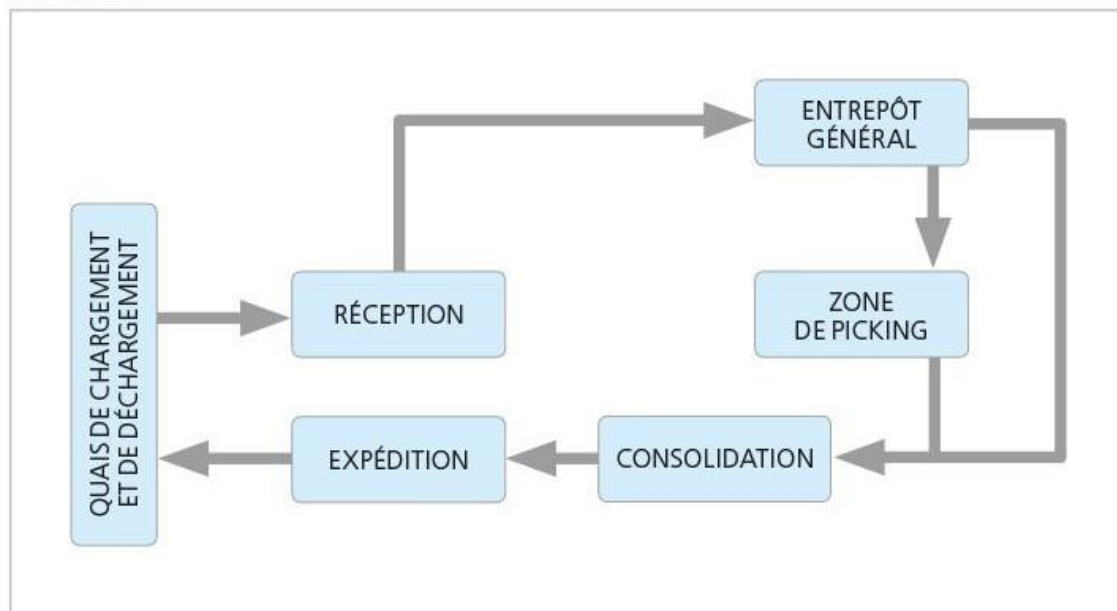 QUAIS DE CHARGEMENT
ET DE DÉCHARGEMENT
RÉCEPTION
ENTREPÔT
GÉNÉRAL
ZONE
DE PICKING
CONSOLIDATION
EXPÉDITION